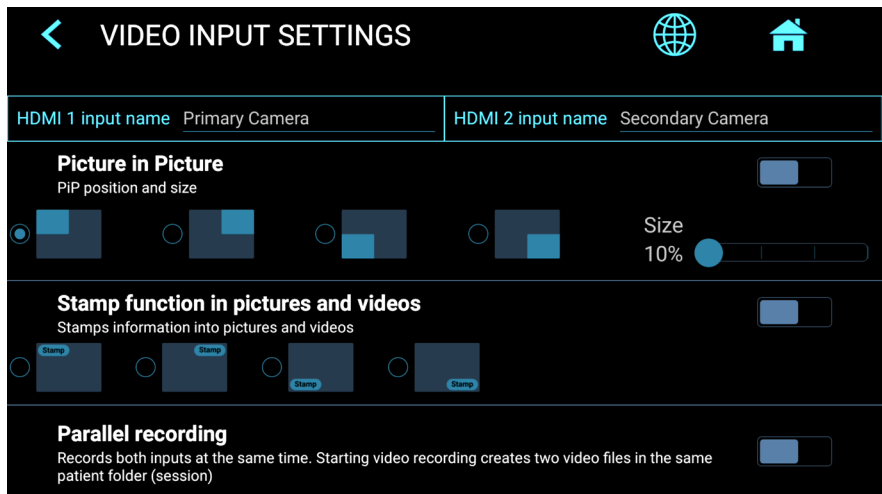 VIDEO INPUT SETTINGS
HDMI 1 input name Primary Camera
HDMI 2 input name Secondary Camera
Picture in Picture
PiP position and size
Size
10%
Stamp function in pictures and videos
Stamps information into pictures and videos
Stamp
Stamp
Stamp
Stamp
Parallel recording
Records both inputs at the same time. Starting video recording creates two video files in the same
patient folder (session)